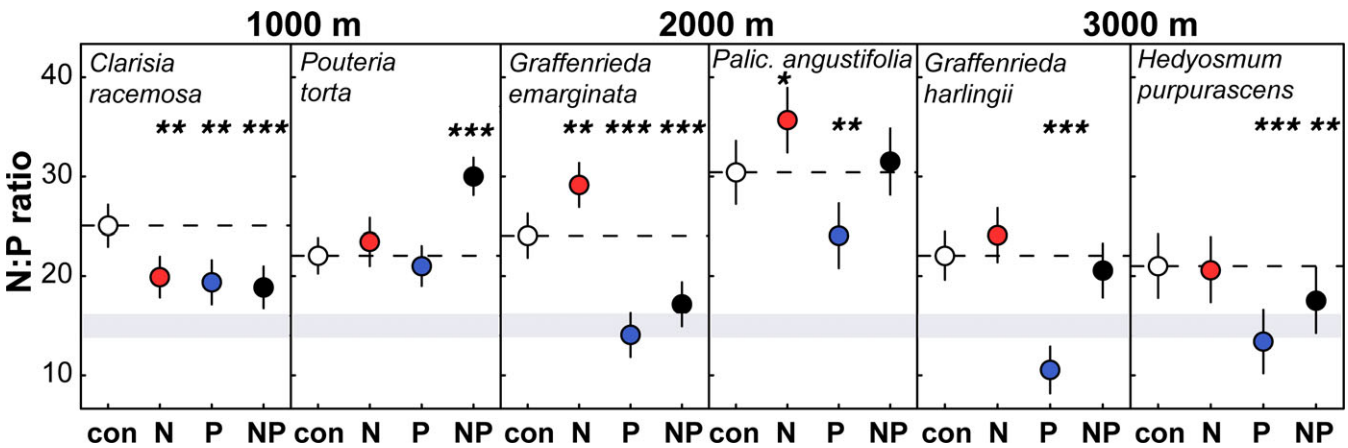 1000 m 2000 m 3000 m
Clarisia racemosa
Pouteria torta
Graffenrieda emarginata
Palic. angustifolia
Graffenrieda harlingii
Hedyosmum purpurascens
** ** ***
***
** *** ***
* **
***
*** **
N:P ratio
40
30
20
10
con N P NP con N P NP con N P NP con N P NP con N P NP con N P NP